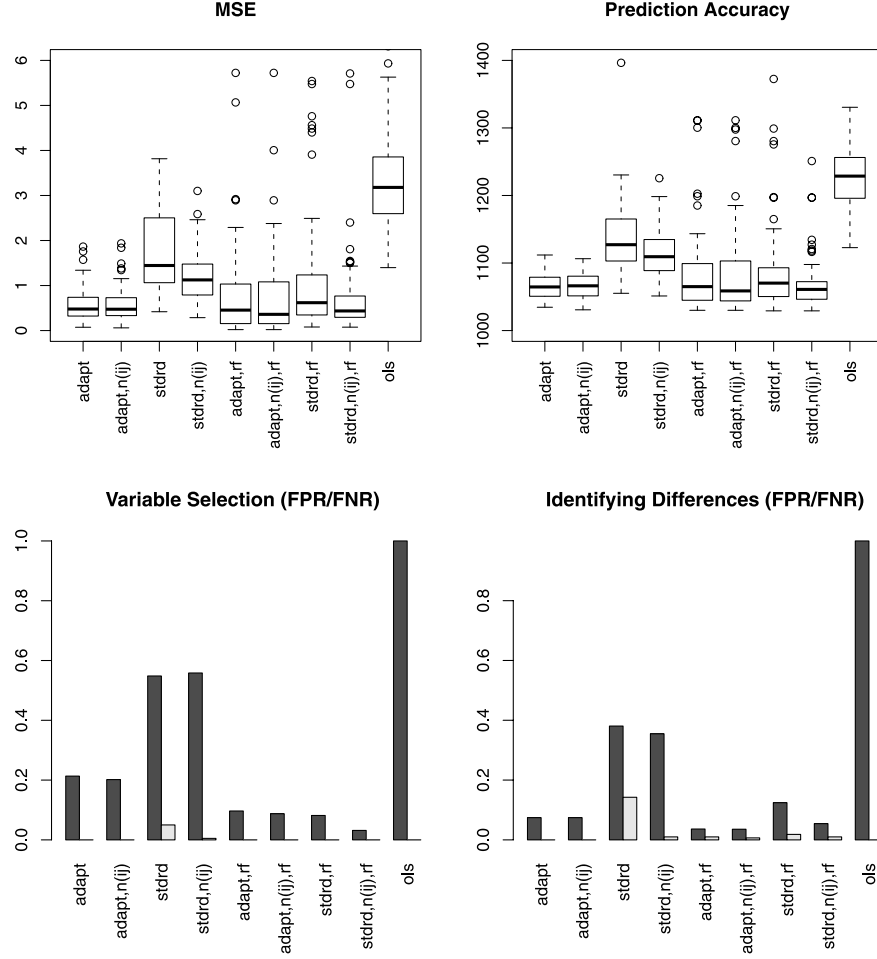 MSE
6
5
4
3
2
1
0
adapt
adapt,n(ij)
stdrd
stdrd,n(ij)
adapt,rf
adapt,n(ij),rf
stdrd,rf
stdrd,n(ij),rf
ols
Prediction Accuracy
1400
1300
1200
1100
1000
adapt
adapt,n(ij)
stdrd
stdrd,n(ij)
adapt,rf
adapt,n(ij),rf
stdrd,rf
stdrd,n(ij),rf
ols
Variable Selection (FPR/FNR)
1.0
0.8
0.6
0.4
0.2
0.0
adapt
adapt,n(ij)
stdrd
stdrd,n(ij)
adapt,rf
adapt,n(ij),rf
stdrd,rf
stdrd,n(ij),rf
ols
Identifying Differences (FPR/FNR)
0.8
0.6
0.4
0.2
0.0
adapt
adapt,n(ij)
stdrd
stdrd,n(ij)
adapt,rf
adapt,n(ij),rf
stdrd,rf
stdrd,n(ij),rf
ols